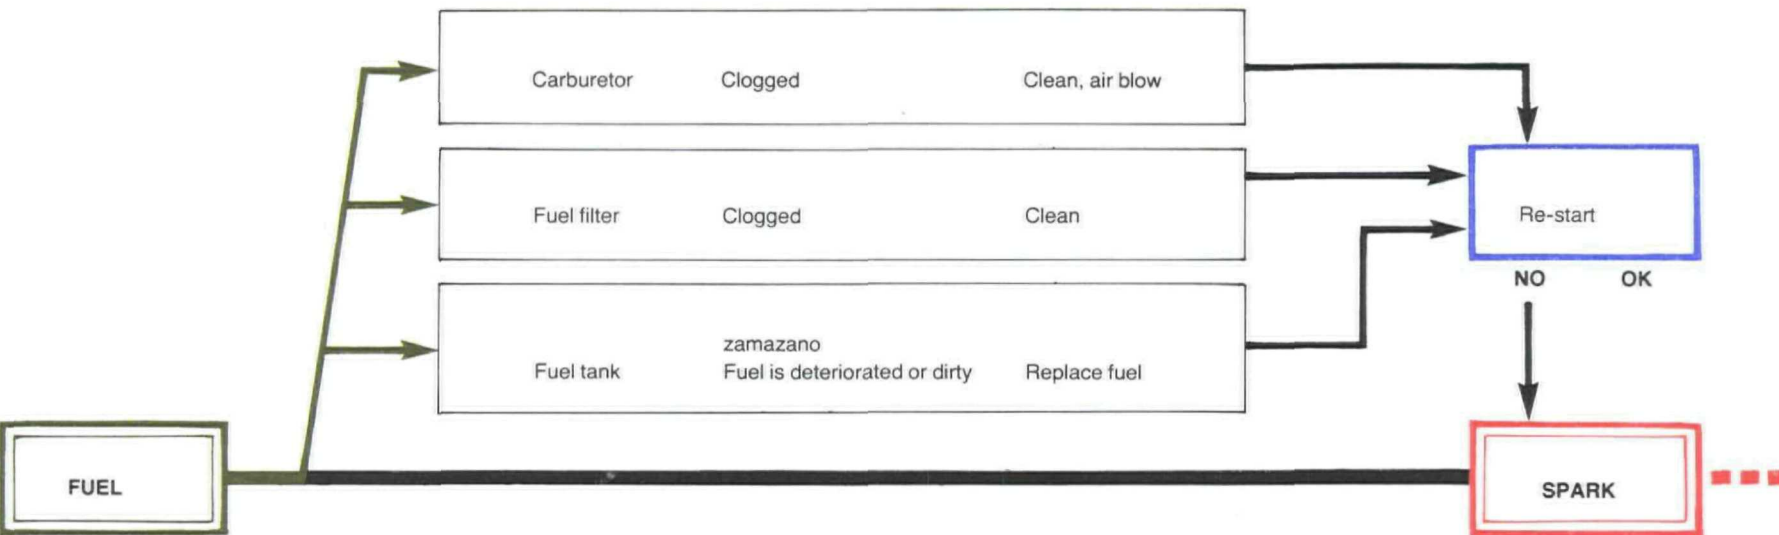 Carburetor Clogged Clean, air blow
Fuel filter Clogged Clean
Re-start
NO OK
zamazano
Fuel tank Fuel is deteriorated or dirty Replace fuel
FUEL
SPARK